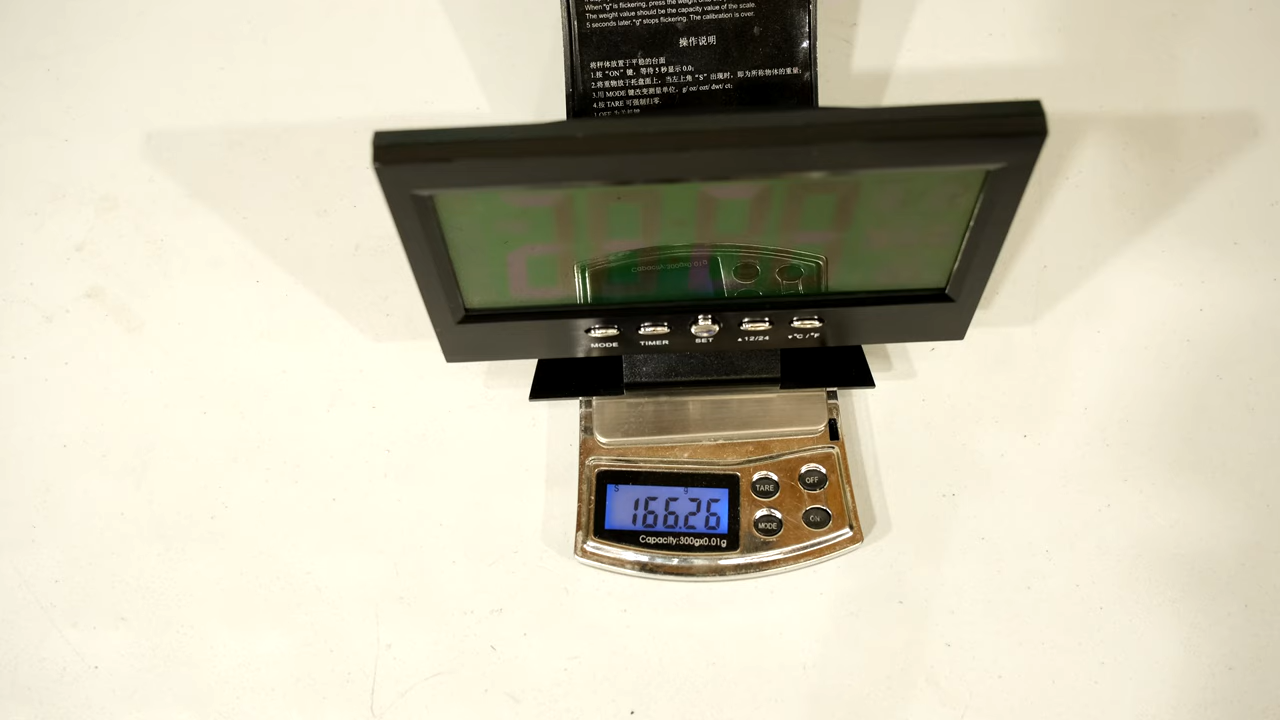 When "g" is flickering, press the weight
The weight value should be the capacity value of the scale.
5 seconds later, "g" stops flickering. The calibration is over.
操作说明
将秤体放置于平稳的台面
1.按“ON”键，等待5秒显示0.0；
2.将重物放于托盘面上，当左上角“S”出现时，即为所称物体的重量；
3.用MODE键改变测量单位，g/ oz/ ozt/ dwt/ ct；
4.按TARE可强制归零.
Capacity:300gx0.01g
MODE TIMER SET ▲12/24 ▼°C/°F
S g
166.26
TARE OFF
MODE ON
Capacity:300gx0.01g